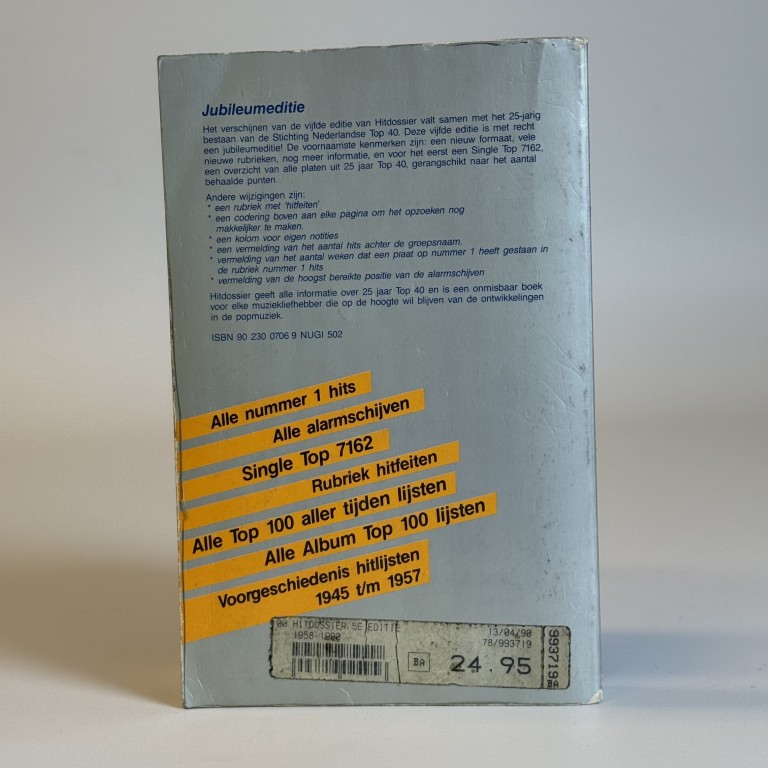 Jubileumeditie
Het verschijnen van de vijfde editie van Hitdossier valt samen met het 25-jarig
bestaan van de Stichting Nederlandse Top 40. Deze vijfde editie is met recht
een jubileumeditie! De voornaamste kenmerken zijn: een nieuw formaat, vele
nieuwe rubrieken, nog meer informatie, en voor het eerst een Single Top 7162,
een overzicht van alle platen uit 25 jaar Top 40, gerangschikt naar het aantal
behaalde punten.
Andere wijzigingen zijn:
* een rubriek met 'hitfeiten'
* een codering boven aan elke pagina om het opzoeken nog
makkelijker te maken.
* een kolom voor eigen notities
* een vermelding van het aantal hits achter de groepsnaam.
* vermelding van het aantal weken dat een plaat op nummer 1 heeft gestaan in
de rubriek nummer 1 hits
* vermelding van de hoogst bereikte positie van de alarmschijven
Hitdossier geeft alle informatie over 25 jaar Top 40 en is een onmisbaar boek
voor elke muziekliefhebber die op de hoogte wil blijven van de ontwikkelingen
in de popmuziek.
ISBN 90 230 0706 9 NUGI 502
Alle nummer 1 hits
Alle alarmschijven
Single Top 7162
Rubriek hitfeiten
Alle Top 100 aller tijden lijsten
Alle Album Top 100 lijsten
Voorgeschiedenis hitlijsten
1945 t/m 1957
00 HITDOSSIER 5E EDITIE 13/04/90
1958-1990 78/993719
BA 24.95
993719 BA